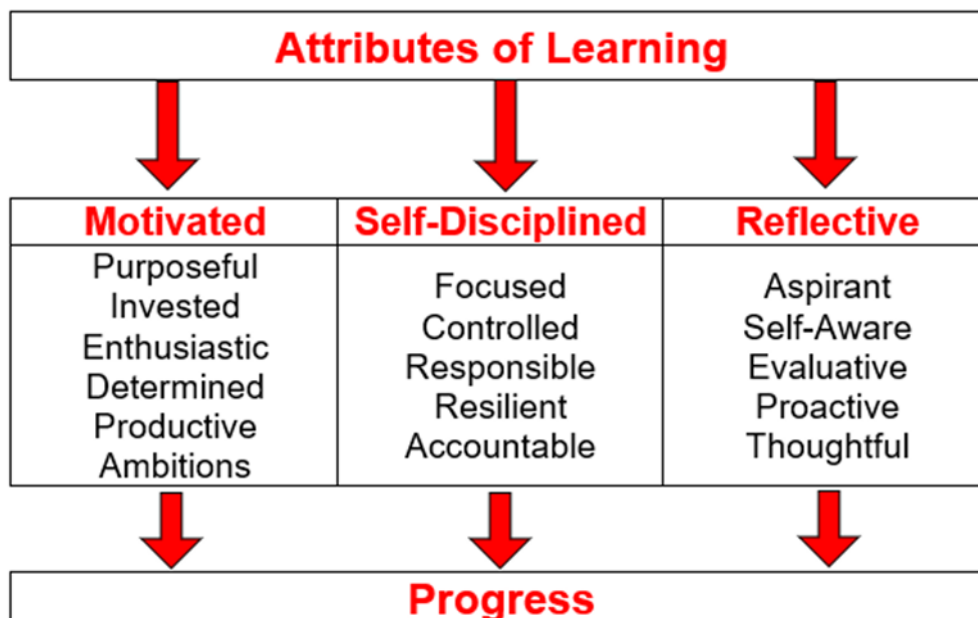 Attributes of Learning
Motivated
Purposeful
Invested
Enthusiastic
Determined
Productive
Ambitions
Self-Disciplined
Focused
Controlled
Responsible
Resilient
Accountable
Reflective
Aspirant
Self-Aware
Evaluative
Proactive
Thoughtful
Progress